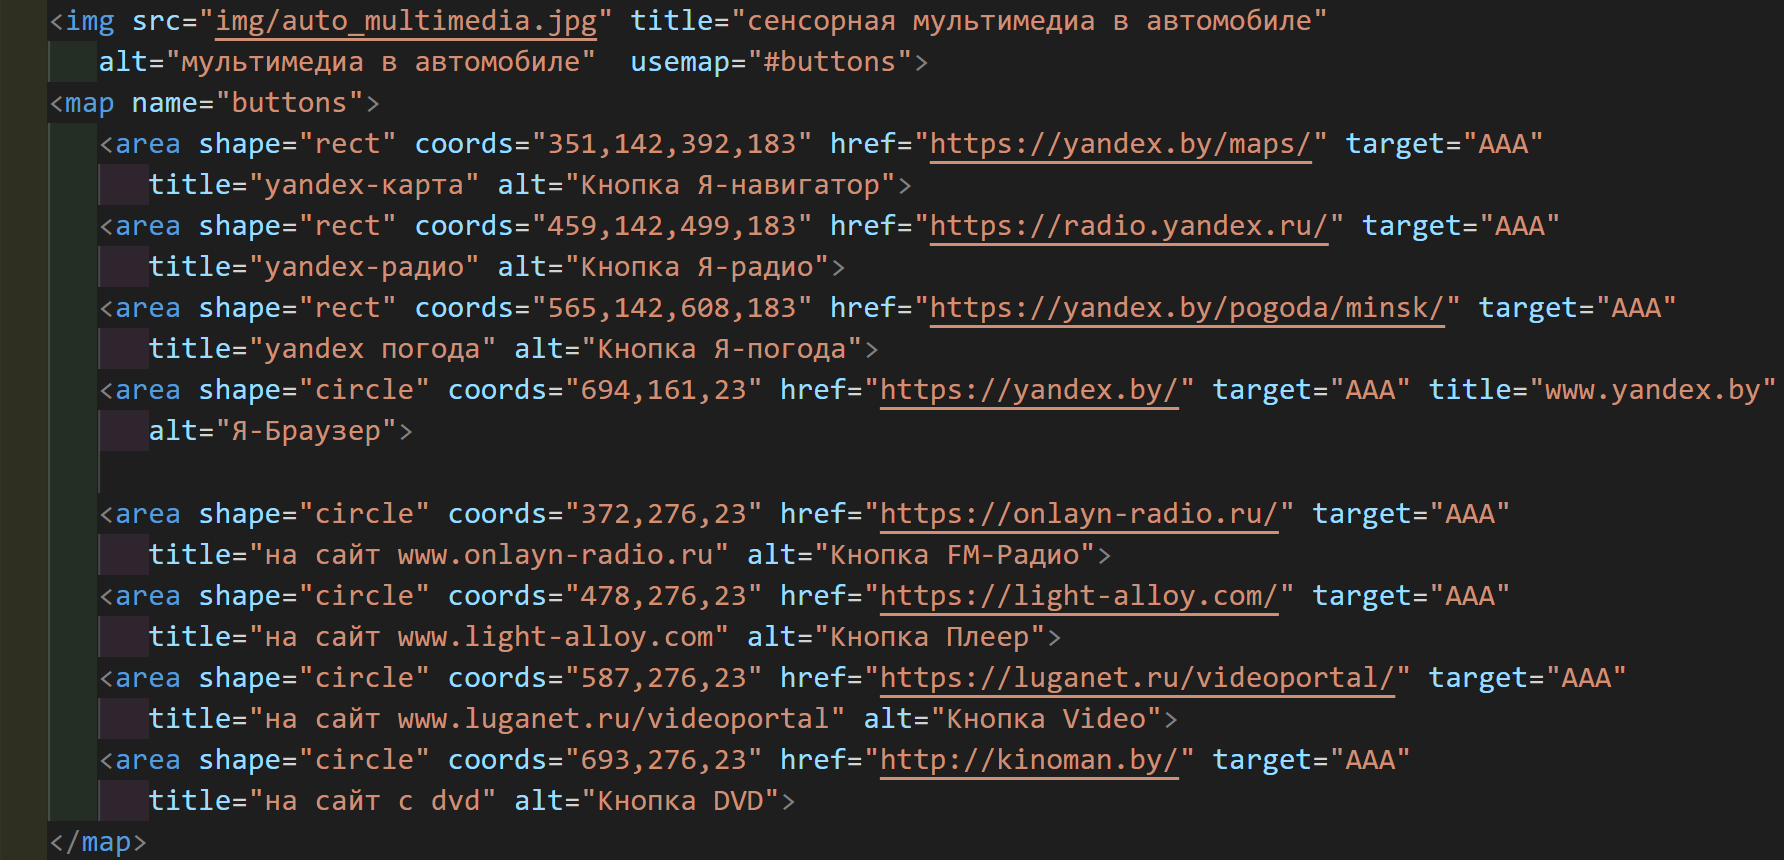 <img src="img/auto_multimedia.jpg" title="сенсорная мультимедиа в автомобиле"
alt="мультимедиа в автомобиле"  usemap="#buttons">
<map name="buttons">
<area shape="rect" coords="351,142,392,183" href="https://yandex.by/maps/" target="AAA"
title="yandex-карта" alt="Кнопка Я-навигатор">
<area shape="rect" coords="459,142,499,183" href="https://radio.yandex.ru/" target="AAA"
title="yandex-радио" alt="Кнопка Я-радио">
<area shape="rect" coords="565,142,608,183" href="https://yandex.by/pogoda/minsk/" target="AAA"
title="yandex погода" alt="Кнопка Я-погода">
<area shape="circle" coords="694,161,23" href="https://yandex.by/" target="AAA" title="www.yandex.by"
alt="Я-Браузер">
<area shape="circle" coords="372,276,23" href="https://onlayn-radio.ru/" target="AAA"
title="на сайт www.onlayn-radio.ru" alt="Кнопка FM-Радио">
<area shape="circle" coords="478,276,23" href="https://light-alloy.com/" target="AAA"
title="на сайт www.light-alloy.com" alt="Кнопка Плеер">
<area shape="circle" coords="587,276,23" href="https://luganet.ru/videoportal/" target="AAA"
title="на сайт www.luganet.ru/videoportal" alt="Кнопка Video">
<area shape="circle" coords="693,276,23" href="http://kinoman.by/" target="AAA"
title="на сайт с dvd" alt="Кнопка DVD">
</map>